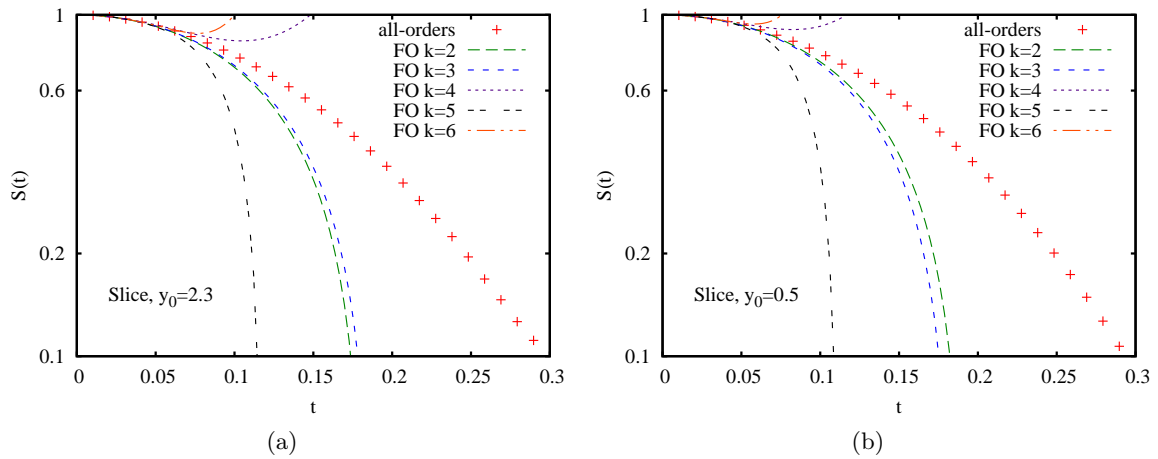 S(t)
1
0.6
0.2
0.1
all-orders
FO k=2
FO k=3
FO k=4
FO k=5
FO k=6
Slice, y0=2.3
0 0.05 0.1 0.15 0.2 0.25 0.3
t
(a)
S(t)
1
0.6
0.2
0.1
all-orders
FO k=2
FO k=3
FO k=4
FO k=5
FO k=6
Slice, y0=0.5
0 0.05 0.1 0.15 0.2 0.25 0.3
t
(b)